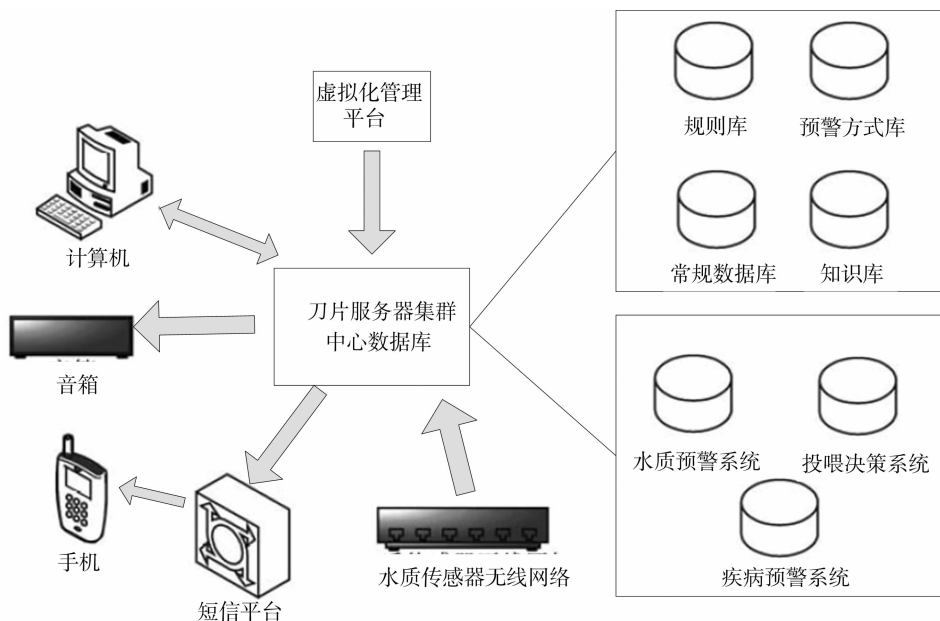 虚拟化管理
平台
计算机
刀片服务器集群
中心数据库
音箱
手机
短信平台
水质传感器无线网络
规则库
预警方式库
常规数据库
知识库
水质预警系统
投喂决策系统
疾病预警系统